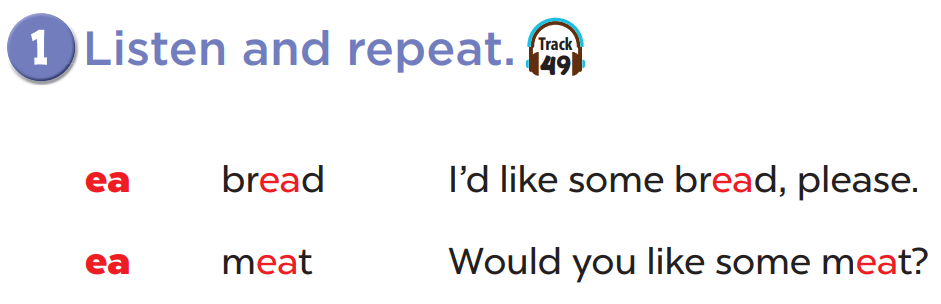 1 Listen and repeat. Track 49
ea bread I'd like some bread, please.
ea meat Would you like some meat?